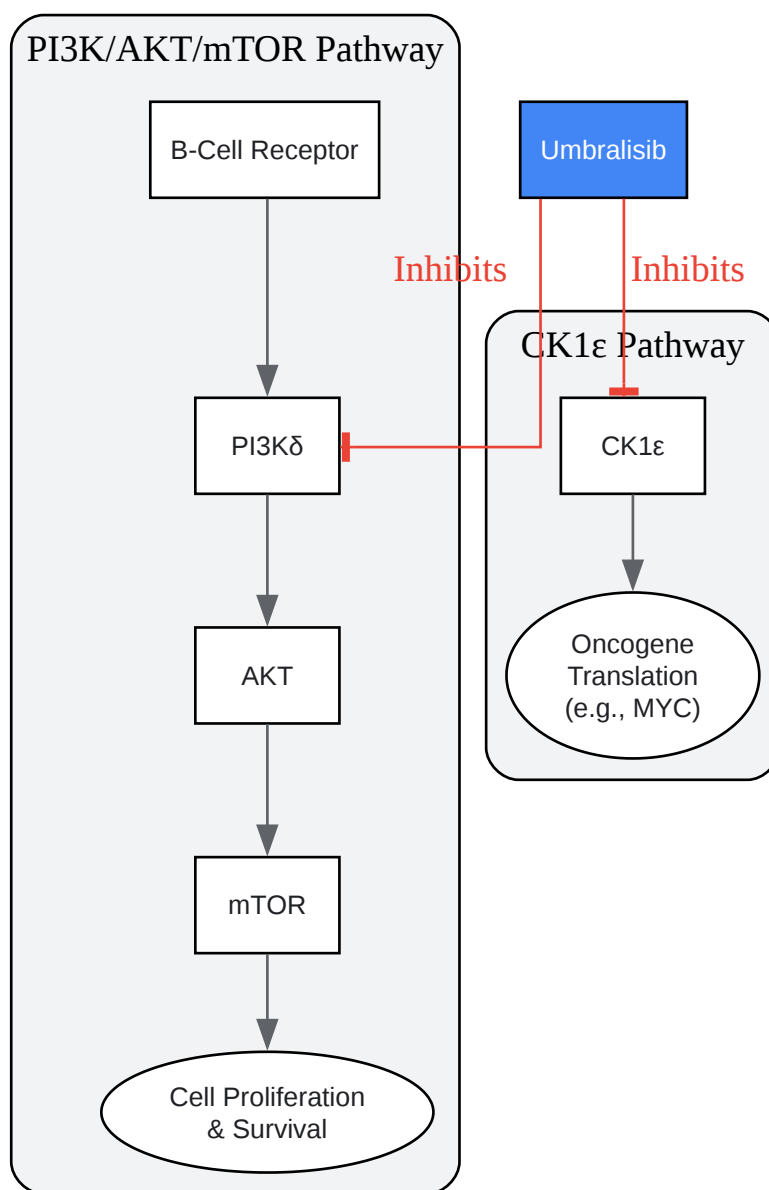 PI3K/AKT/mTOR Pathway
B-Cell Receptor
Umbralisib
Inhibits
Inhibits
CK1ε Pathway
PI3Kδ
CK1ε
AKT
Oncogene
Translation
(e.g., MYC)
mTOR
Cell Proliferation
& Survival